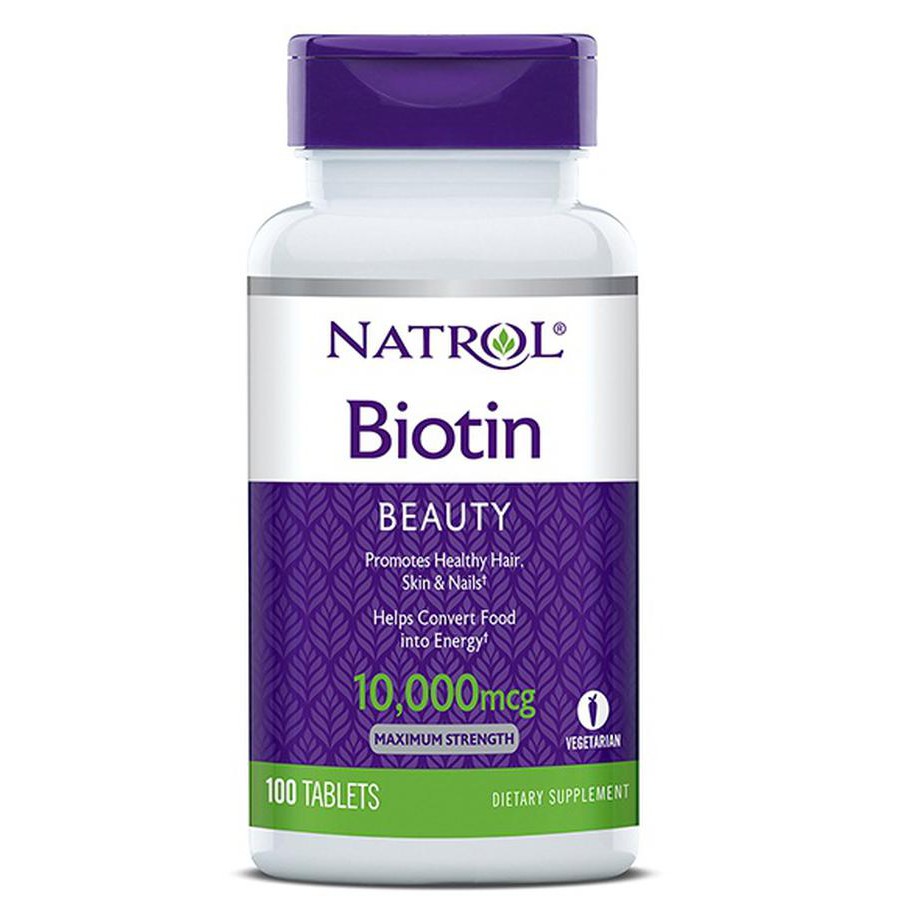 NATROL®
Biotin
BEAUTY
Promotes Healthy Hair,
Skin & Nails†
Helps Convert Food
into Energy†
10,000mcg
MAXIMUM STRENGTH
VEGETARIAN
100 TABLETS
DIETARY SUPPLEMENT